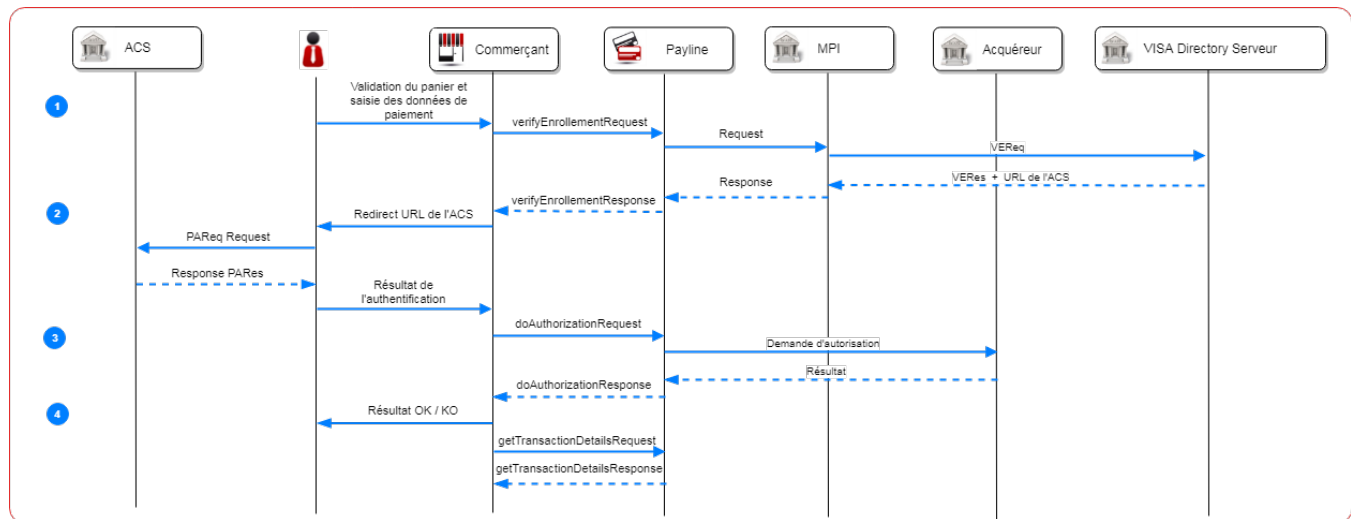 ACS
Commerçant
Payline
MPI
Acquéreur
VISA Directory Serveur
1
Validation du panier et
saisie des données de
paiement
verifyEnrollementRequest
Request
VEReq
VERes + URL de l'ACS
Response
verifyEnrollementResponse
2
Redirect URL de l'ACS
PAReq Request
Response PARes
Résultat de
l'authentification
doAuthorizationRequest
3
Demande d'autorisation
Résultat
doAuthorizationResponse
4
Résultat OK / KO
getTransactionDetailsRequest
getTransactionDetailsResponse